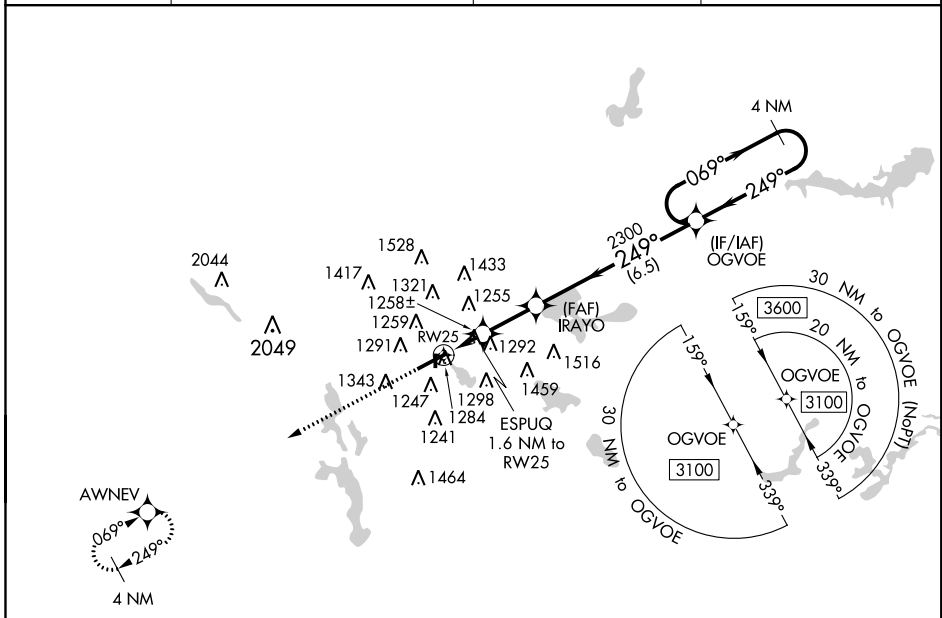 4 NM
069°
249°
2300
249°
(6.5)
(IF/IAF)
OGVOE
1528
1433
2044
1417
1321
1255
1258±
(FAF)
IRAYO
1259
RW25
2049
1291
1292
1516
1343
1459
1247
1298
1284
1241
ESPUQ
1.6 NM to
RW25
1464
30 NM to OGVOE (NoPT)
159°
3600
20 NM to OGVOE
OGVOE
3100
339°
159°
OGVOE
3100
339°
30 NM to OGVOE
AWNEV
069°
249°
4 NM